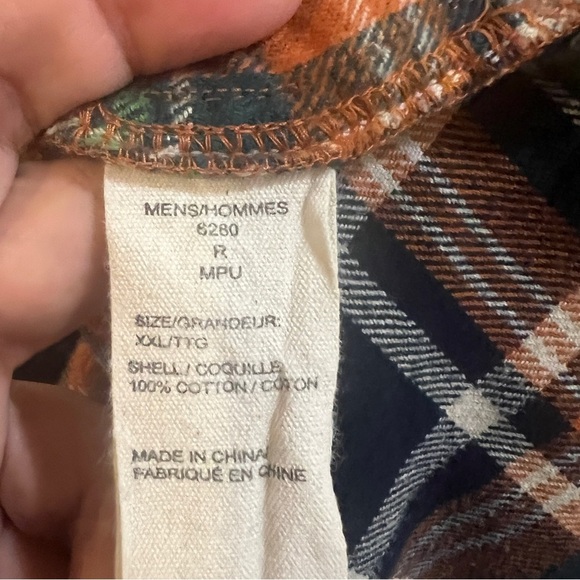 MENS/HOMMES
6280
R
MPU
SIZE/GRANDEUR:
XXL/TTG
SHELL / COQUILLE
100% COTTON / COTON
MADE IN CHINA
FABRIQUÉ EN CHINE